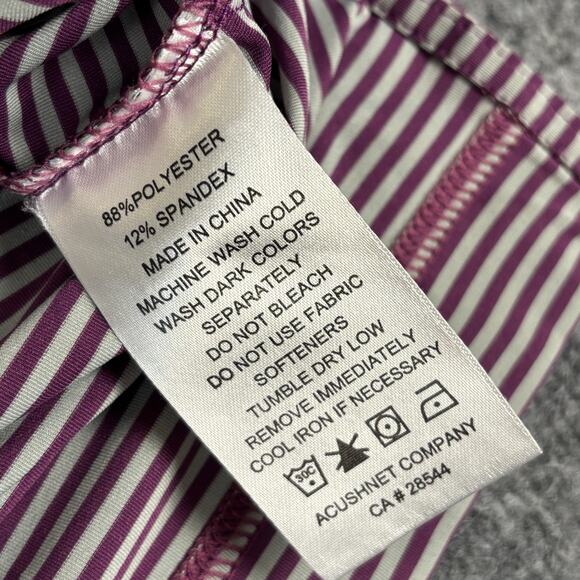 88%POLYESTER
12% SPANDEX
MADE IN CHINA
MACHINE WASH COLD
WASH DARK COLORS
SEPARATELY
DO NOT BLEACH
DO NOT USE FABRIC
SOFTENERS
TUMBLE DRY LOW
REMOVE IMMEDIATELY
COOL IRON IF NECESSARY
30C
ACUSHNET COMPANY
CA # 28544